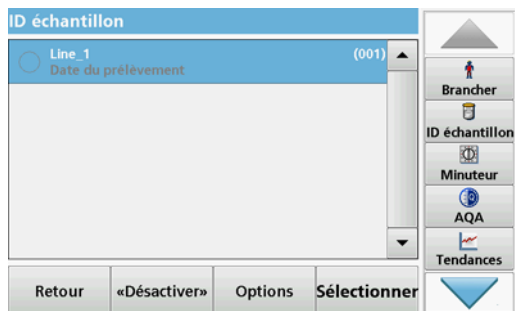 ID échantillon
Line_1 (001)
Date du prélèvement
Brancher
ID échantillon
Minuteur
AQA
Tendances
Retour
«Désactiver»
Options
Sélectionner